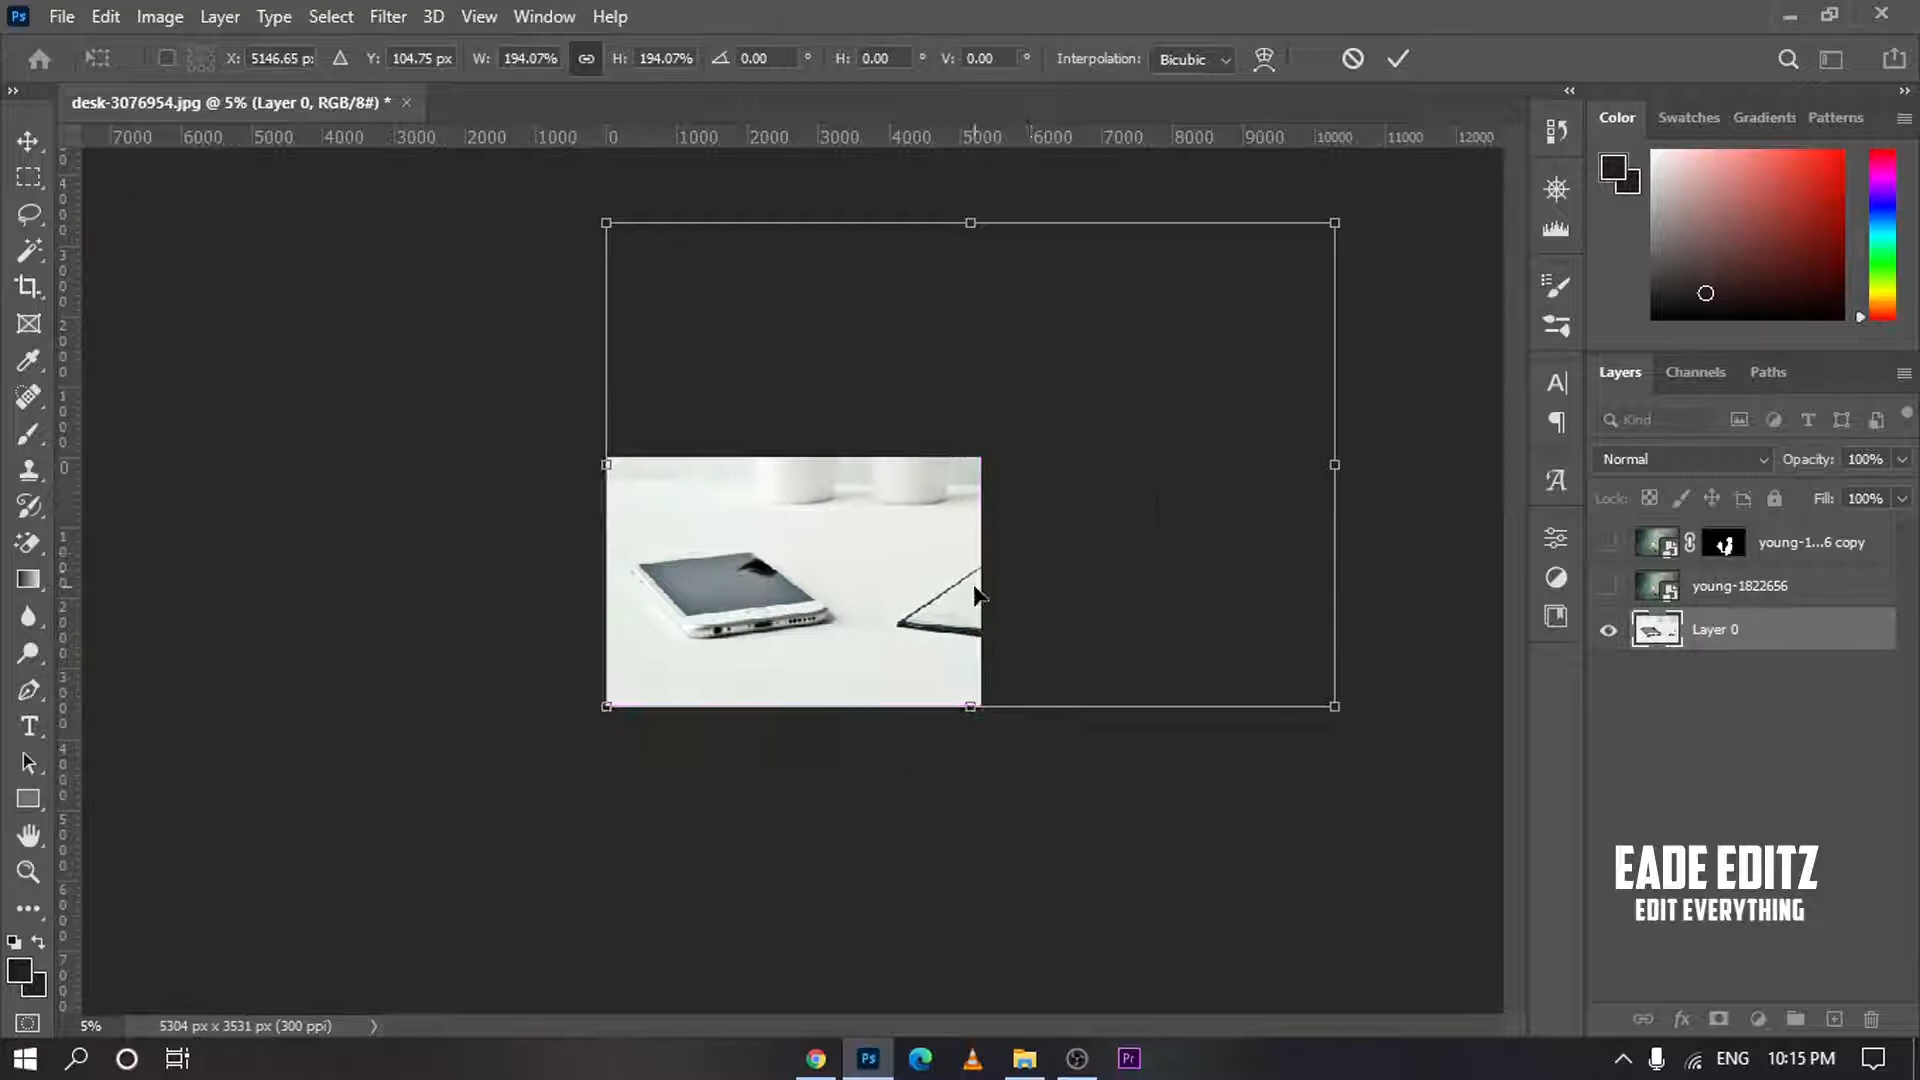 Ps File Edit Image Layer Type Select Filter 3D View Window Help
X: 5146.65 p: Y: 104.75 px W: 194.07% H: 194.07% 0.00 ° H: 0.00 ° V: 0.00 ° Interpolation: Bicubic
desk-3076954.jpg @ 5% (Layer 0, RGB/8#) * ×
7000 6000 5000 4000 3000 2000 1000 0 1000 2000 3000 4000 5000 6000 7000 8000 9000 10000 11000 12000
Color Swatches Gradients Patterns
Layers Channels Paths
Kind
Normal Opacity: 100%
Lock: Fill: 100%
young-1...6 copy
young-1822656
Layer 0
EADE EDITZ
EDIT EVERYTHING
5% 5304 px x 3531 px (300 ppi)
Ps Pr ENG 10:15 PM